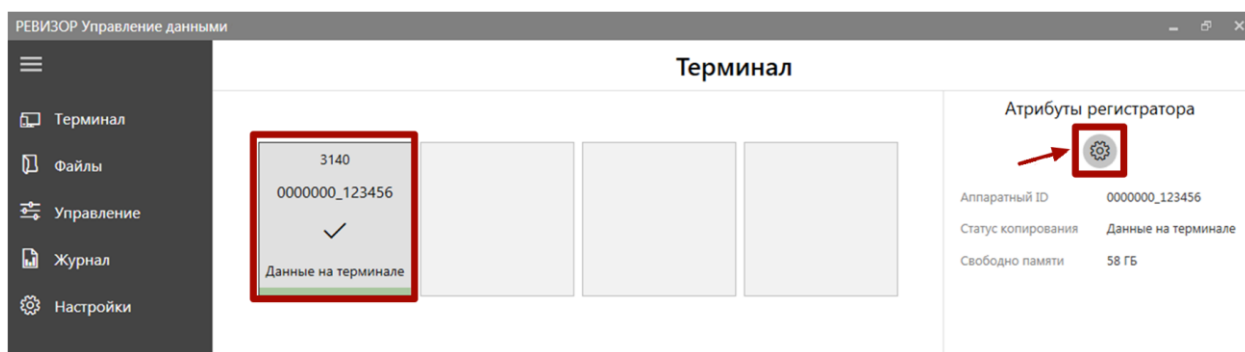 РЕВИЗОР Управление данными
Терминал
Файлы
Управление
Журнал
Настройки
Терминал
3140
0000000_123456
Данные на терминале
Атрибуты регистратора
Аппаратный ID 0000000_123456
Статус копирования Данные на терминале
Свободно памяти 58 ГБ